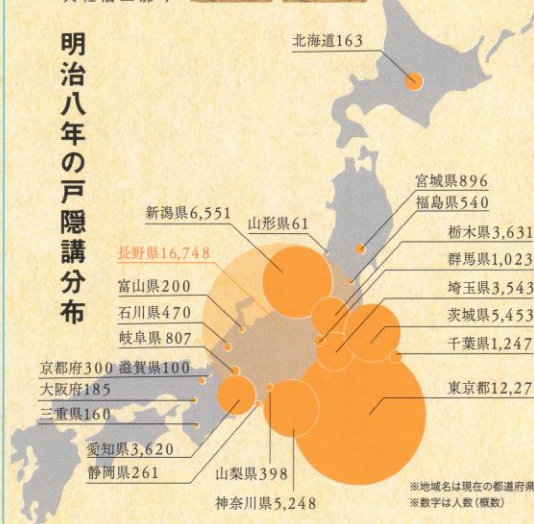 明治八年の戸隠講分布
北海道163
宮城県896
福島県540
新潟県6,551
山形県61
栃木県3,631
長野県16,748
群馬県1,023
富山県200
埼玉県3,543
石川県470
茨城県5,453
岐阜県807
千葉県1,247
京都府300 滋賀県100
大阪府185
東京都12,27
三重県160
愛知県3,620
静岡県261
山梨県398
神奈川県5,248
※地域名は現在の都道府県
※数字は人数(概数)